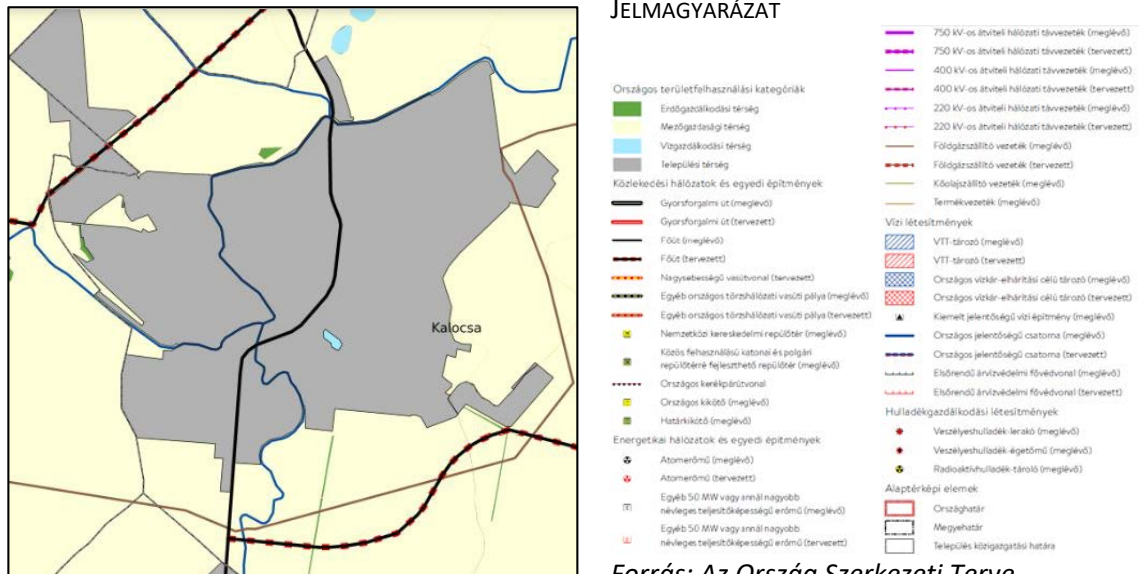 JELMAGYARÁZAT
Országos területfelhasználási kategóriák
Erdőgazdálkodási térség
Mezőgazdasági térség
Vízgazdálkodási térség
Települési térség
Közlekedési hálózatok és egyedi építmények
Gyorsforgalmi út (meglévő)
Gyorsforgalmi út (tervezett)
Főút (meglévő)
Főút (tervezett)
Nagysebességű vasútvonal (tervezett)
Egyéb országos törzshálózati vasúti pálya (meglévő)
Egyéb országos törzshálózati vasúti pálya (tervezett)
Nemzetközi kereskedelmi repülőtér (meglévő)
Közös felhasználású katonai és polgári
repülőtérré fejleszthető repülőtér (meglévő)
Országos kerékpárútvonal
Országos kikötő (meglévő)
Határkikötő (meglévő)
Energetikai hálózatok és egyedi építmények
Atomerőmű (meglévő)
Atomerőmű (tervezett)
Egyéb 50 MW vagy annál nagyobb
névleges teljesítőképességű erőmű (meglévő)
Egyéb 50 MW vagy annál nagyobb
névleges teljesítőképességű erőmű (tervezett)
750 kV-os átviteli hálózati távvezeték (meglévő)
750 kV-os átviteli hálózati távvezeték (tervezett)
400 kV-os átviteli hálózati távvezeték (meglévő)
400 kV-os átviteli hálózati távvezeték (tervezett)
220 kV-os átviteli hálózati távvezeték (meglévő)
220 kV-os átviteli hálózati távvezeték (tervezett)
Földgázszállító vezeték (meglévő)
Földgázszállító vezeték (tervezett)
Kőolajszállító vezeték (meglévő)
Termékvezeték (meglévő)
Vízi létesítmények
VTT-tározó (meglévő)
VTT-tározó (tervezett)
Országos vízkár-elhárítási célú tározó (meglévő)
Országos vízkár-elhárítási célú tározó (tervezett)
Kiemelt jelentőségű vízi építmény (meglévő)
Országos jelentőségű csatorna (meglévő)
Országos jelentőségű csatorna (tervezett)
Elsőrendű árvízvédelmi fővédvonal (meglévő)
Elsőrendű árvízvédelmi fővédvonal (tervezett)
Hulladékgazdálkodási létesítmények
Veszélyeshulladék-lerakó (meglévő)
Veszélyeshulladék-égetőmű (meglévő)
Radioaktívhulladék-tároló (meglévő)
Alaptérképi elemek
Országhatár
Megyehatár
Település közigazgatási határa
Kalocsa
Forrás: Az Ország Szerkezeti Terve